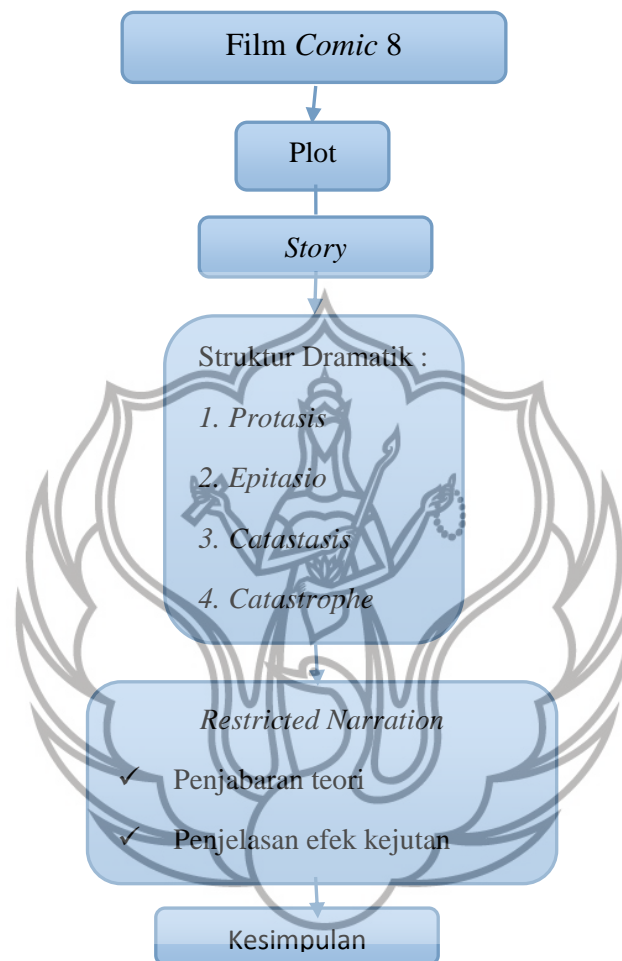 Film Comic 8
Plot
Story
Struktur Dramatik :
1. Protasis
2. Epitasio
3. Catastasis
4. Catastrophe
Restricted Narration
✓ Penjabaran teori
✓ Penjelasan efek kejutan
Kesimpulan